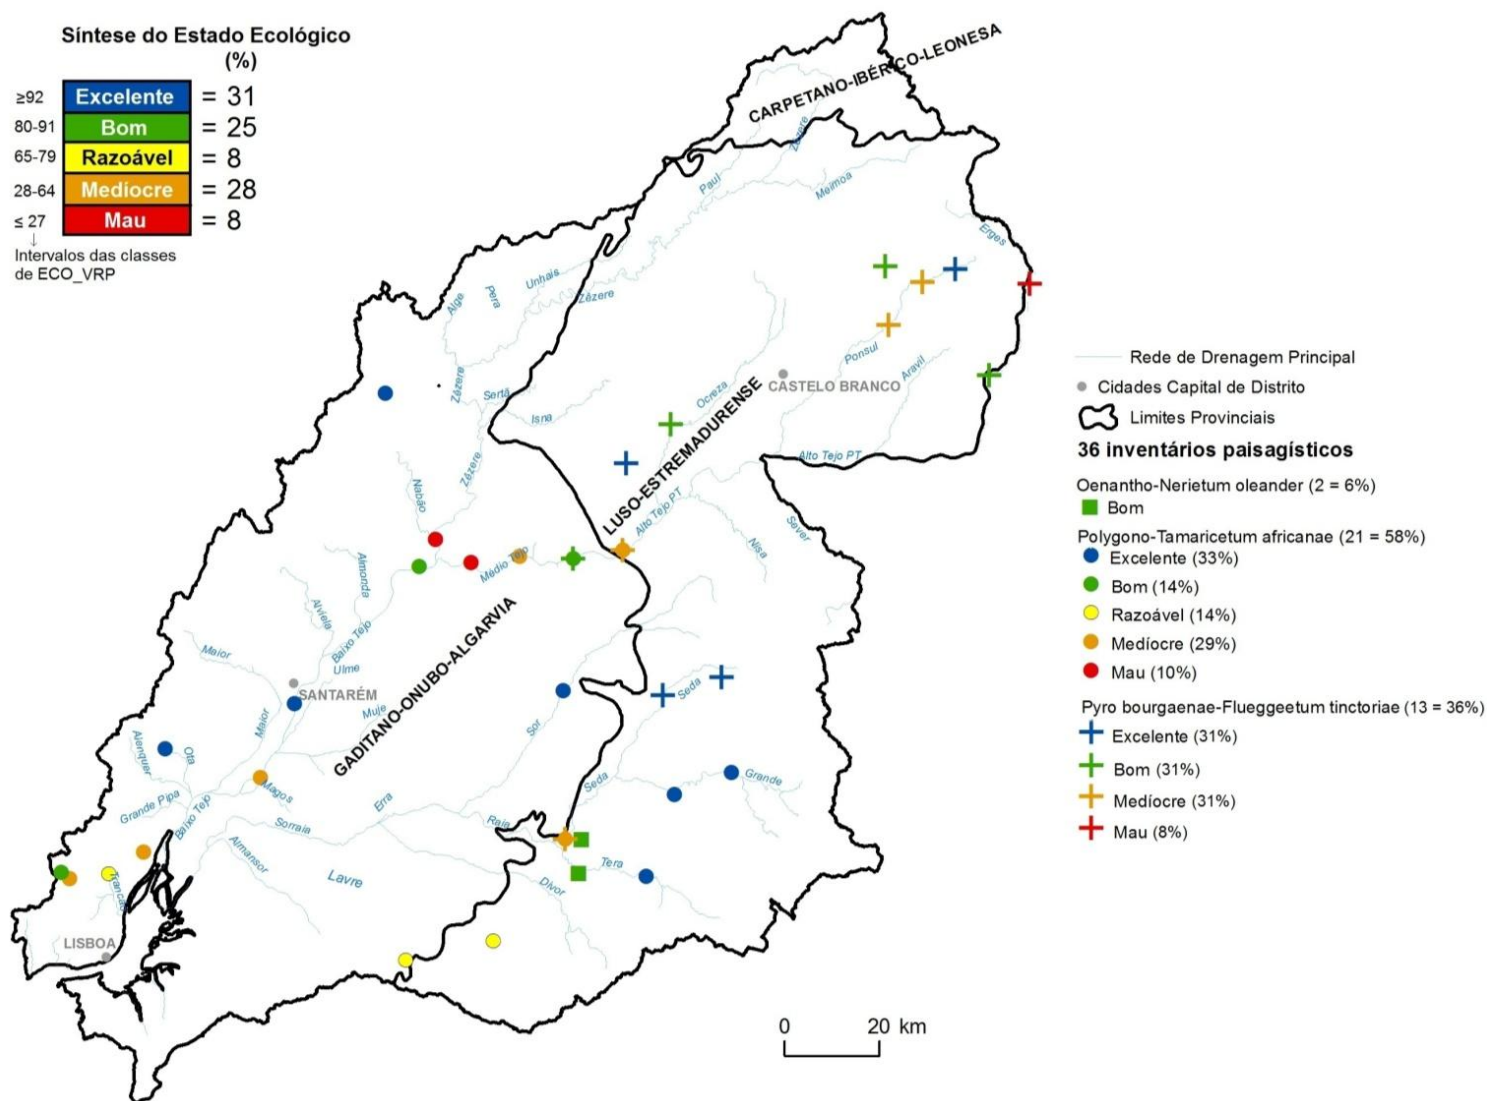 Síntese do Estado Ecológico
(%)
≥92 Excelente = 31
80-91 Bom = 25
65-79 Razoável = 8
28-64 Medíocre = 28
≤ 27 Mau = 8
Intervalos das classes
de ECO_VRP
CARPETANO-IBÉRICO-LEONESA
Zêzere
Paul
Meimoa
Erges
Unhais
Pera
Alge
Zêzere
Ponsul
Aravil
CASTELO BRANCO
Ocreza
Zêzere
Sertã
Isna
LUSO-ESTREMADURENSE
Alto Tejo PT
Zêzere
Nabão
Alto Tejo PT
Sever
Nisa
Médio Tejo
Almonda
Alviela
Baixo Tejo
Ulme
Maior
SANTARÉM
GADITANO-ONUBO-ALGARVIA
Muje
Maior
Seda
Sor
Alenquer
Ota
Magos
Grande Pipa
Baixo Tejo
Seda
Grande
Erra
Sorraia
Raia
Almansor
Lavre
Tera
Divor
Trancão
LISBOA
0 20 km
Rede de Drenagem Principal
Cidades Capital de Distrito
Limites Provinciais
36 inventários paisagísticos
Oenantho-Nerietum oleander (2 = 6%)
Bom
Polygono-Tamaricetum africanae (21 = 58%)
Excelente (33%)
Bom (14%)
Razoável (14%)
Medíocre (29%)
Mau (10%)
Pyro bourgaenae-Flueggeetum tinctoriae (13 = 36%)
Excelente (31%)
Bom (31%)
Medíocre (31%)
Mau (8%)